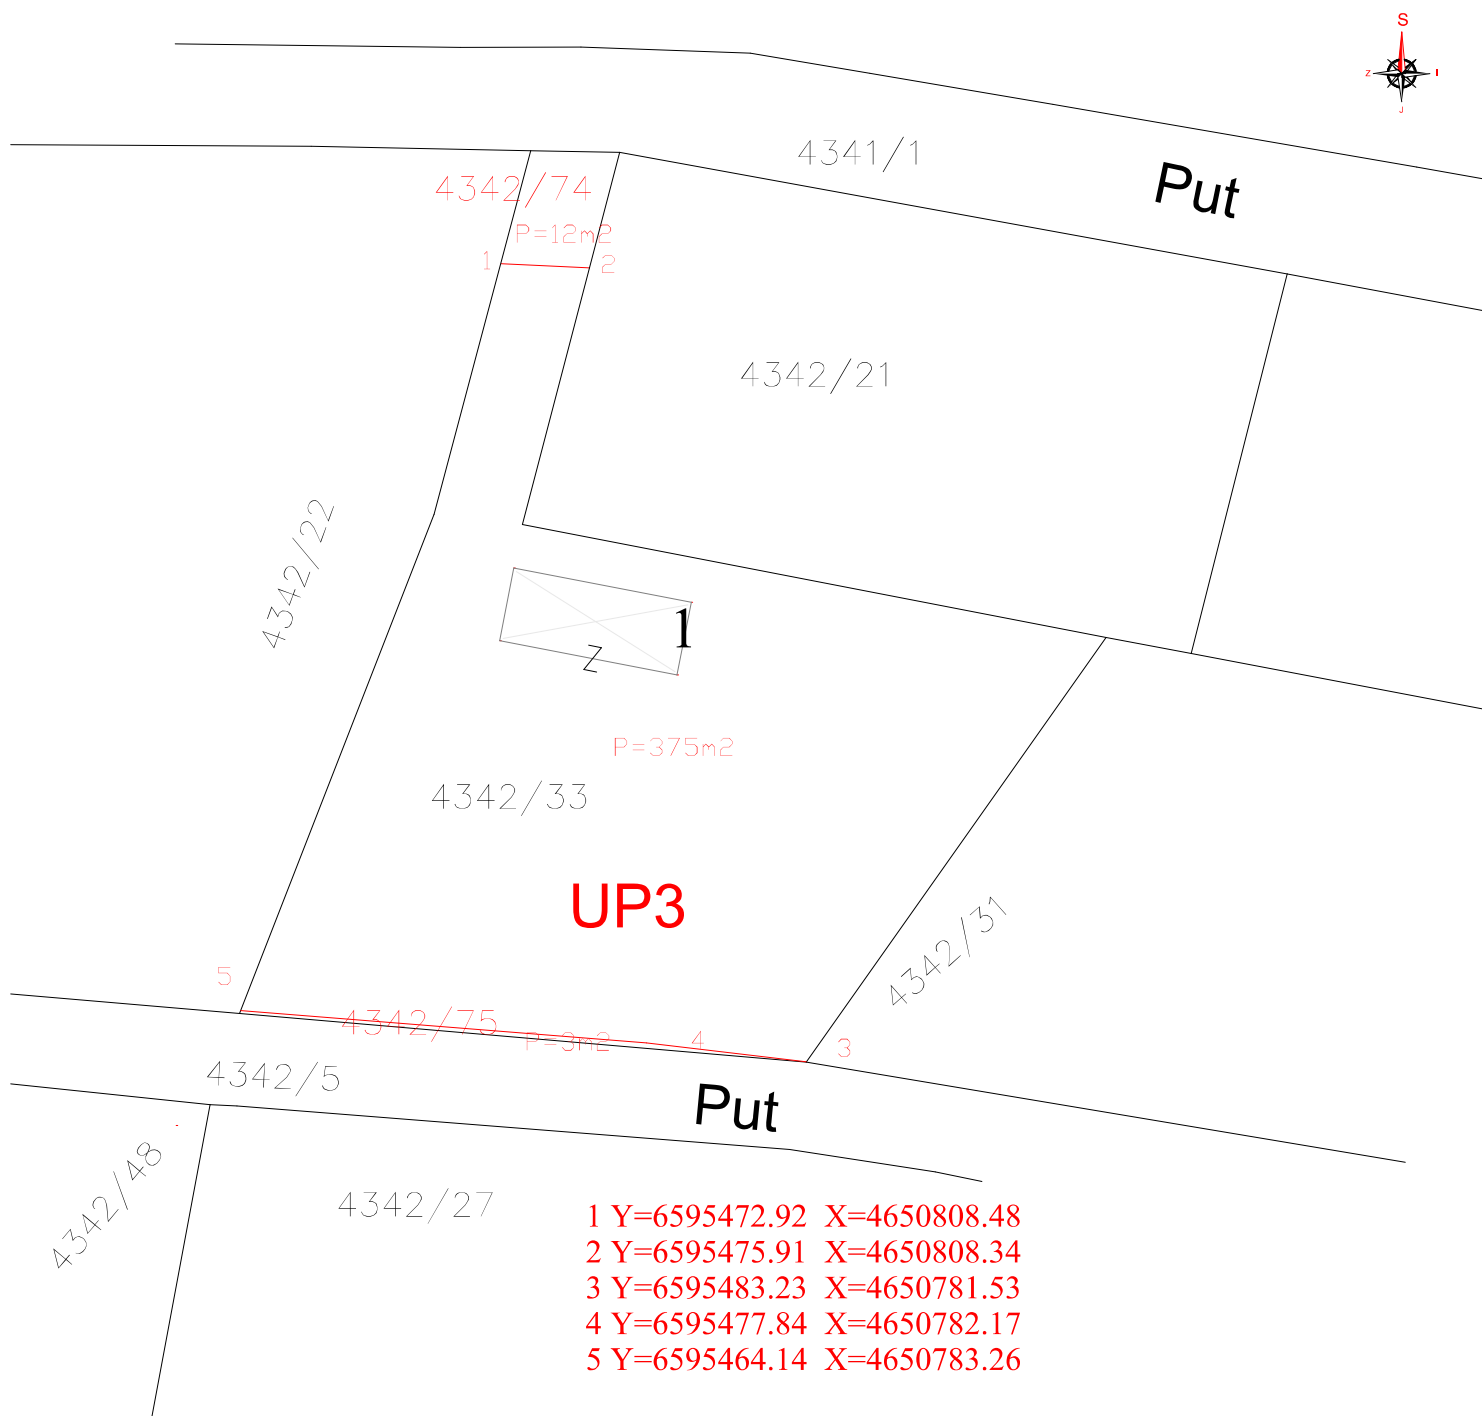 S
Z
I
J
4341/1
Put
4342/74
P=12m2
1
2
4342/21
4342/22
1
Z
P=375m2
4342/33
UP3
4342/31
5
4342/75
P=3m2
4
3
4342/5
Put
4342/48
4342/27
1 Y=6595472.92 X=4650808.48
2 Y=6595475.91 X=4650808.34
3 Y=6595483.23 X=4650781.53
4 Y=6595477.84 X=4650782.17
5 Y=6595464.14 X=4650783.26